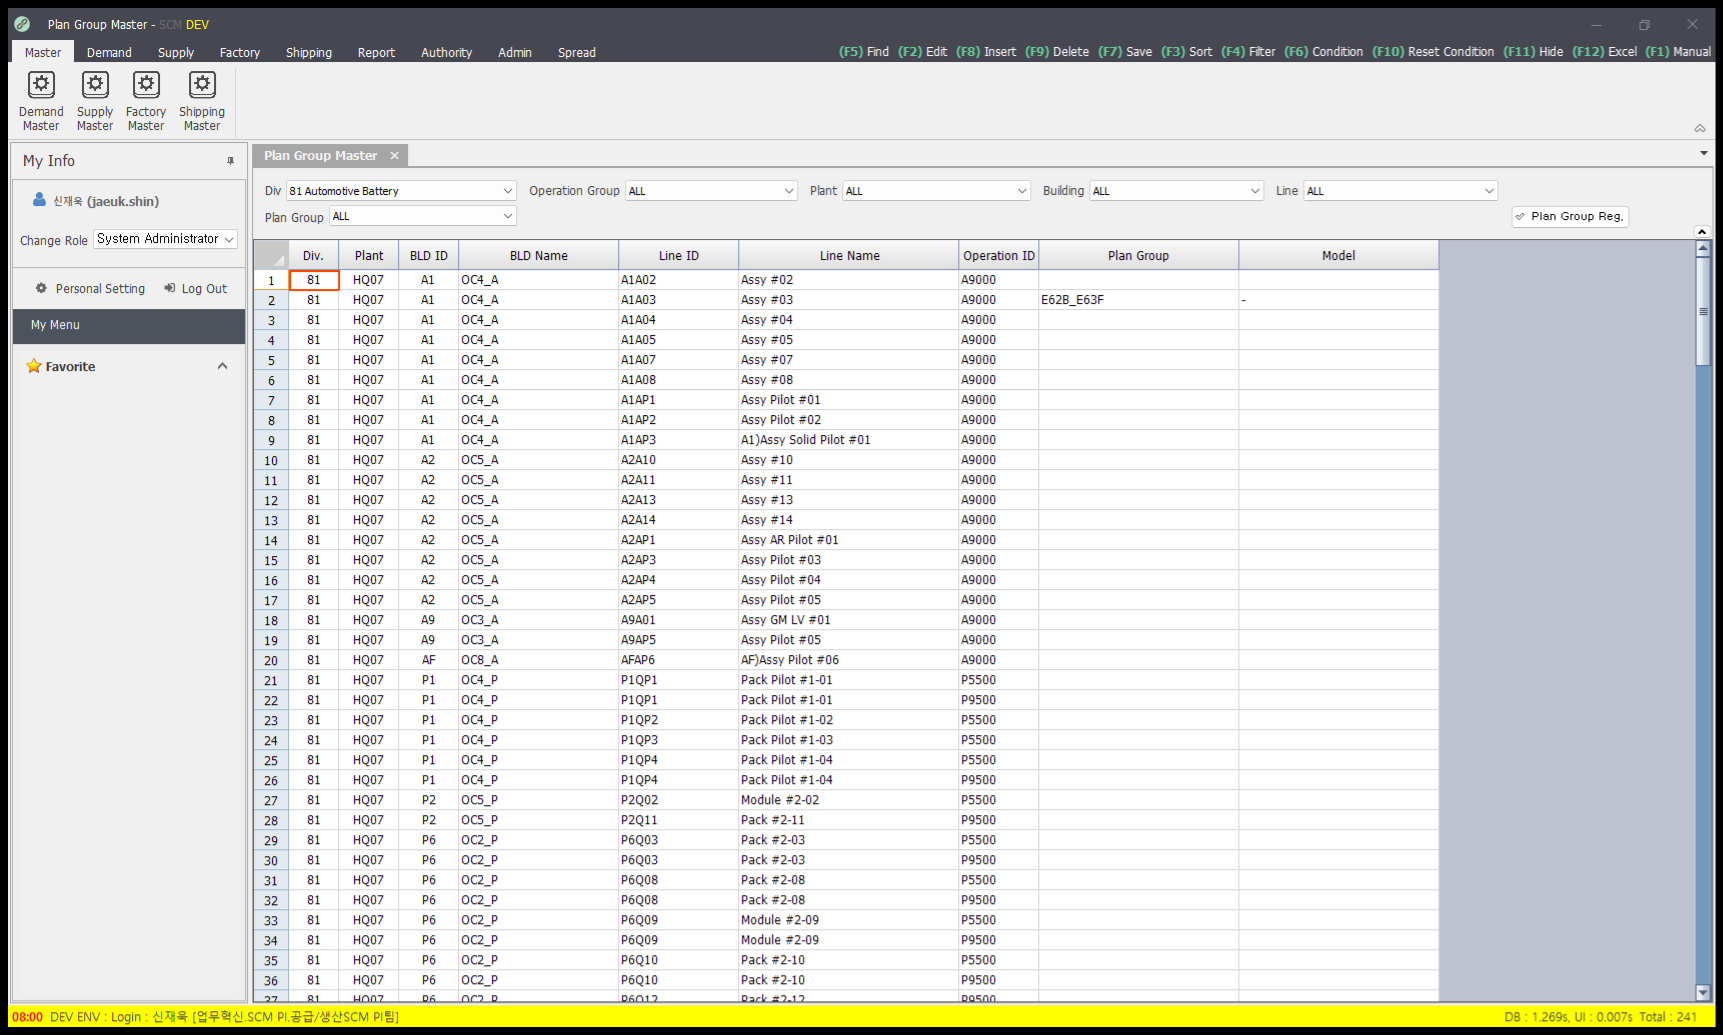 Plan Group Master - SCM DEV
Master Demand Supply Factory Shipping Report Authority Admin Spread
(F5) Find (F2) Edit (F8) Insert (F9) Delete (F7) Save (F3) Sort (F4) Filter (F6) Condition (F10) Reset Condition (F11) Hide (F12) Excel (F1) Manual
Demand Master
Supply Master
Factory Master
Shipping Master
My Info
신재욱 (jaeuk.shin)
Change Role System Administrator
Personal Setting Log Out
My Menu
Favorite
Plan Group Master
Div 81 Automotive Battery Operation Group ALL Plant ALL Building ALL Line ALL
Plan Group ALL
Plan Group Reg.
Div. Plant BLD ID BLD Name Line ID Line Name Operation ID Plan Group Model
1 81 HQ07 A1 OC4_A A1A02 Assy #02 A9000
2 81 HQ07 A1 OC4_A A1A03 Assy #03 A9000 E62B_E63F -
3 81 HQ07 A1 OC4_A A1A04 Assy #04 A9000
4 81 HQ07 A1 OC4_A A1A05 Assy #05 A9000
5 81 HQ07 A1 OC4_A A1A07 Assy #07 A9000
6 81 HQ07 A1 OC4_A A1A08 Assy #08 A9000
7 81 HQ07 A1 OC4_A A1AP1 Assy Pilot #01 A9000
8 81 HQ07 A1 OC4_A A1AP2 Assy Pilot #02 A9000
9 81 HQ07 A1 OC4_A A1AP3 A1)Assy Solid Pilot #01 A9000
10 81 HQ07 A2 OC5_A A2A10 Assy #10 A9000
11 81 HQ07 A2 OC5_A A2A11 Assy #11 A9000
12 81 HQ07 A2 OC5_A A2A13 Assy #13 A9000
13 81 HQ07 A2 OC5_A A2A14 Assy #14 A9000
14 81 HQ07 A2 OC5_A A2AP1 Assy AR Pilot #01 A9000
15 81 HQ07 A2 OC5_A A2AP3 Assy Pilot #03 A9000
16 81 HQ07 A2 OC5_A A2AP4 Assy Pilot #04 A9000
17 81 HQ07 A2 OC5_A A2AP5 Assy Pilot #05 A9000
18 81 HQ07 A9 OC3_A A9A01 Assy GM LV #01 A9000
19 81 HQ07 A9 OC3_A A9AP5 Assy Pilot #05 A9000
20 81 HQ07 AF OC8_A AFAP6 AF)Assy Pilot #06 A9000
21 81 HQ07 P1 OC4_P P1QP1 Pack Pilot #1-01 P5500
22 81 HQ07 P1 OC4_P P1QP1 Pack Pilot #1-01 P9500
23 81 HQ07 P1 OC4_P P1QP2 Pack Pilot #1-02 P5500
24 81 HQ07 P1 OC4_P P1QP3 Pack Pilot #1-03 P5500
25 81 HQ07 P1 OC4_P P1QP4 Pack Pilot #1-04 P5500
26 81 HQ07 P1 OC4_P P1QP4 Pack Pilot #1-04 P9500
27 81 HQ07 P2 OC5_P P2Q02 Module #2-02 P5500
28 81 HQ07 P2 OC5_P P2Q11 Pack #2-11 P9500
29 81 HQ07 P6 OC2_P P6Q03 Pack #2-03 P5500
30 81 HQ07 P6 OC2_P P6Q03 Pack #2-03 P9500
31 81 HQ07 P6 OC2_P P6Q08 Pack #2-08 P5500
32 81 HQ07 P6 OC2_P P6Q08 Pack #2-08 P9500
33 81 HQ07 P6 OC2_P P6Q09 Module #2-09 P5500
34 81 HQ07 P6 OC2_P P6Q09 Module #2-09 P9500
35 81 HQ07 P6 OC2_P P6Q10 Pack #2-10 P5500
36 81 HQ07 P6 OC2_P P6Q10 Pack #2-10 P9500
37 81 HQ07 P6 OC2_P P6Q12 Pack #2-12 P9500
08:00 DEV ENV : Login : 신재욱 [업무혁신.SCM PI.공급/생산SCM PI팀] DB : 1.269s, UI : 0.007s Total : 241